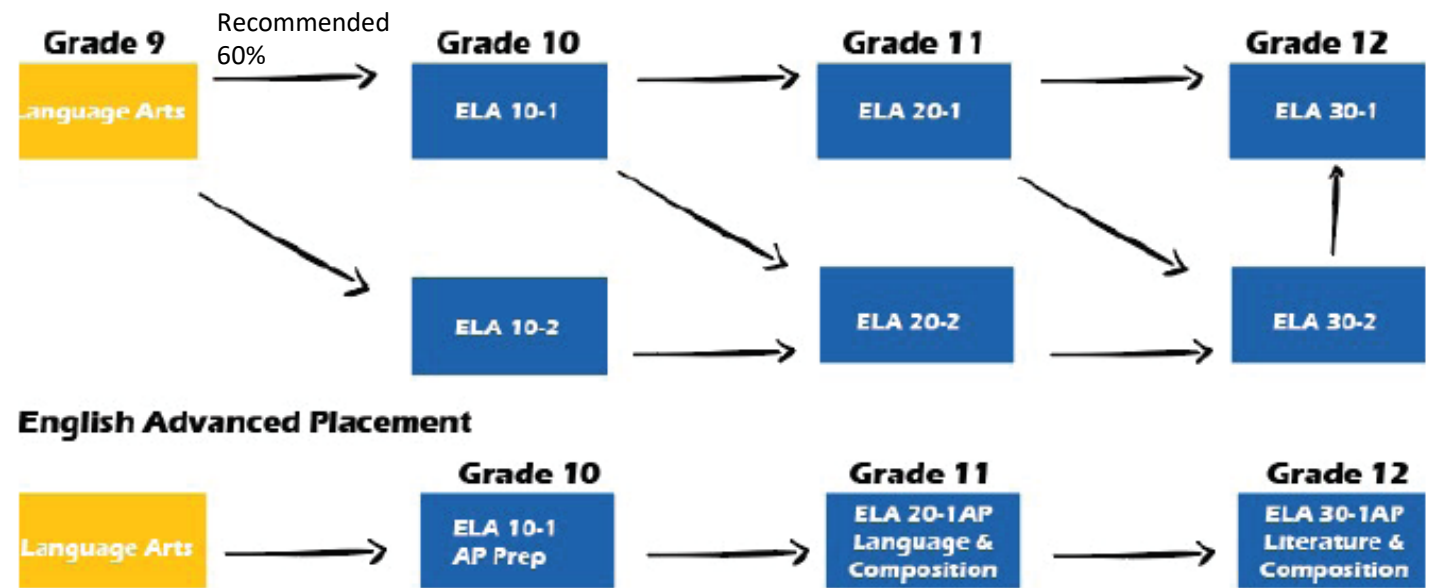 Recommended
60%
Grade 9
Grade 10
Grade 11
Grade 12
Language Arts
ELA 10-1
ELA 20-1
ELA 30-1
ELA 10-2
ELA 20-2
ELA 30-2
English Advanced Placement
Grade 10
Grade 11
Grade 12
Language Arts
ELA 10-1
AP Prep
ELA 20-1AP
Language &
Composition
ELA 30-1AP
Literature &
Composition